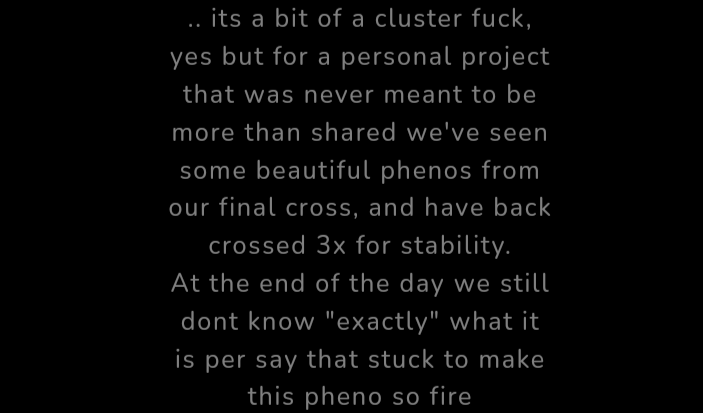 .. its a bit of a cluster fuck,
yes but for a personal project
that was never meant to be
more than shared we've seen
some beautiful phenos from
our final cross, and have back
crossed 3x for stability.
At the end of the day we still
dont know "exactly" what it
is per say that stuck to make
this pheno so fire